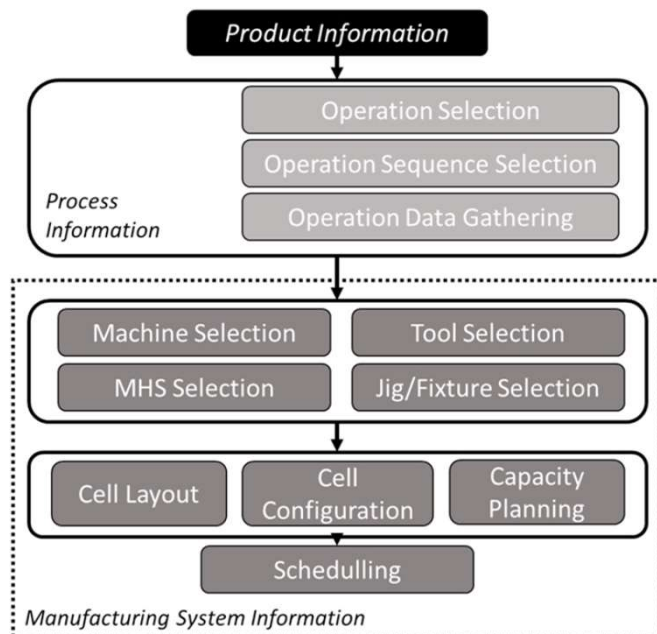 Product Information
Operation Selection
Operation Sequence Selection
Process
Information
Operation Data Gathering
Machine Selection
Tool Selection
MHS Selection
Jig/Fixture Selection
Cell Layout
Cell
Configuration
Capacity
Planning
Schedulling
Manufacturing System Information